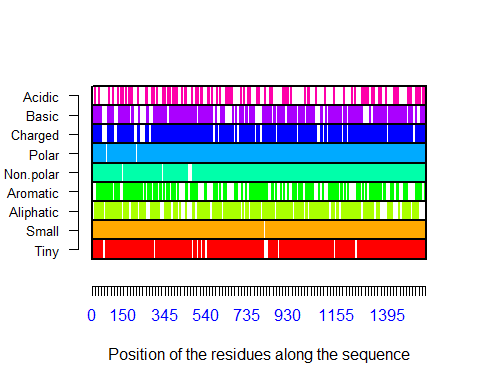 Acidic
Basic
Charged
Polar
Non.polar
Aromatic
Aliphatic
Small
Tiny
0 150 345 540 735 930 1155 1395
Position of the residues along the sequence